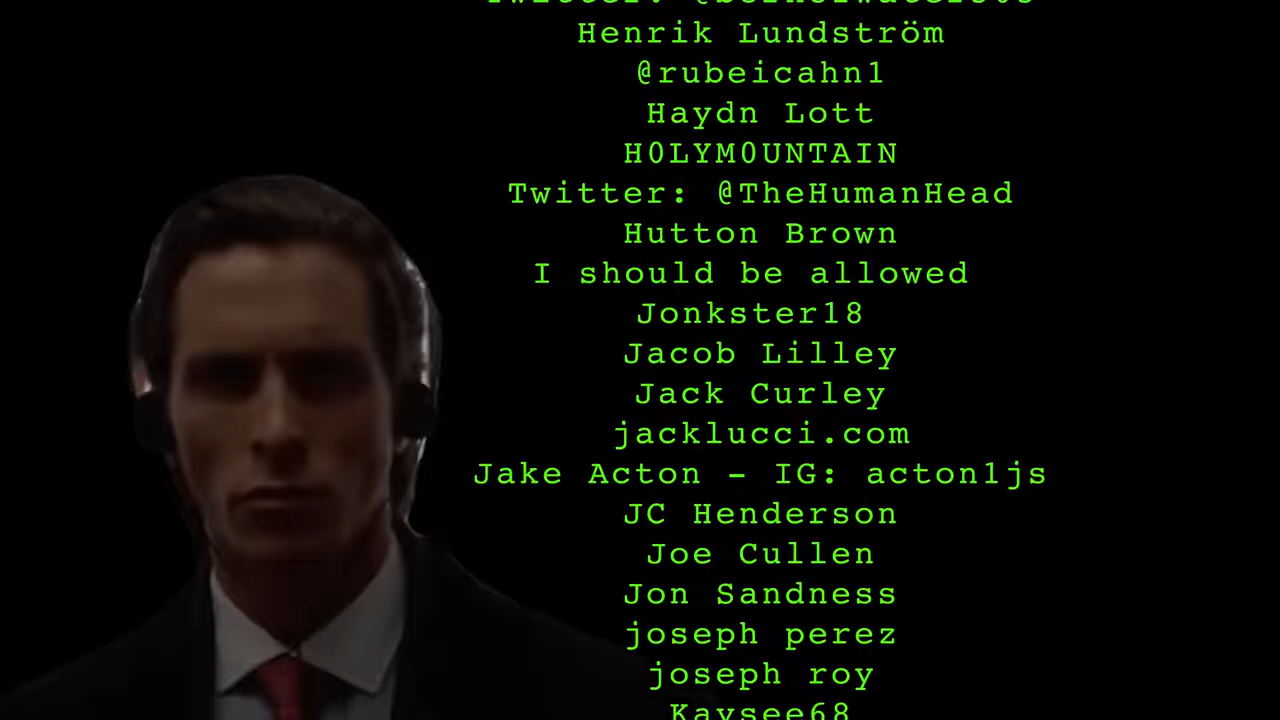 Henrik Lundström
@rubeicahn1
Haydn Lott
H0LYM0UNTAIN
Twitter: @TheHumanHead
Hutton Brown
I should be allowed
Jonkster18
Jacob Lilley
Jack Curley
jacklucci.com
Jake Acton - IG: acton1js
JC Henderson
Joe Cullen
Jon Sandness
joseph perez
joseph roy
Kaysee68